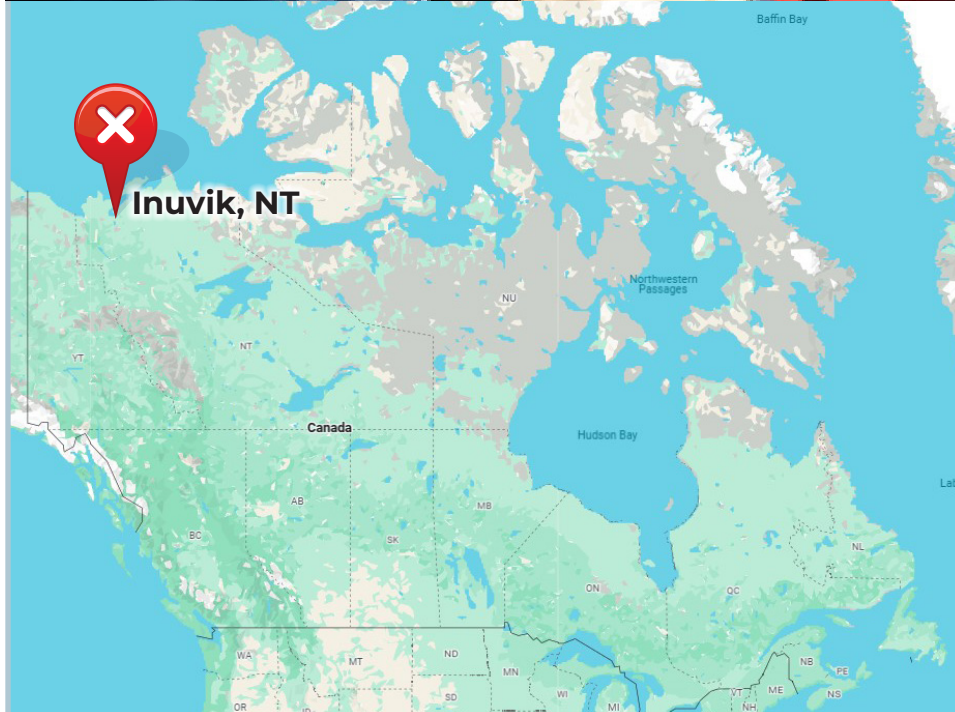 Baffin Bay
Inuvik, NT
Northwestern
Passages
NU
NT
YT
Canada
Hudson Bay
AB
MB
BC
SK
NL
ON
QC
WA
MT
ND
MN
NB
PE
SD
WI
VT
ME
NS
OR
MI
NH